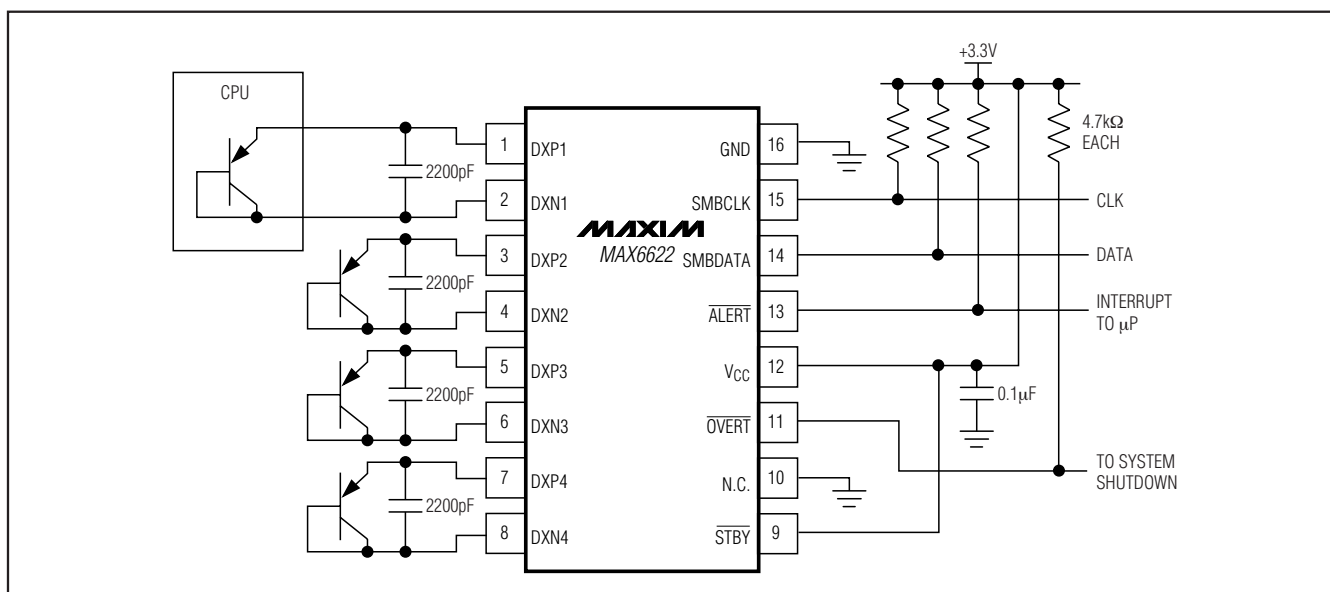 +3.3V
CPU
4.7kΩ
EACH
1
DXP1
GND
16
2200pF
2
DXN1
SMBCLK
15
CLK
MAXIM
MAX6622
3
DXP2
SMBDATA
14
DATA
2200pF
4
DXN2
ALERT
13
INTERRUPT
TO µP
5
DXP3
VCC
12
2200pF
0.1µF
6
DXN3
OVERT
11
7
DXP4
N.C.
10
TO SYSTEM
SHUTDOWN
2200pF
8
DXN4
STBY
9